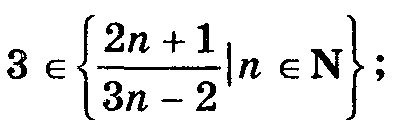 3 ∈ { (2n + 1)/(3n − 2) | n ∈ N } ;